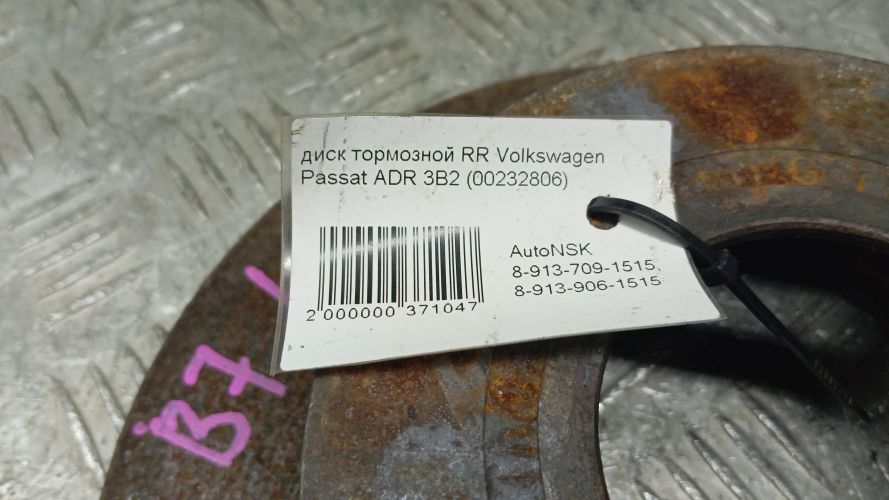 диск тормозной RR Volkswagen
Passat ADR 3B2 (00232806)
AutoNSK
8-913-709-1515,
8-913-906-1515
2 000000 371047
B7